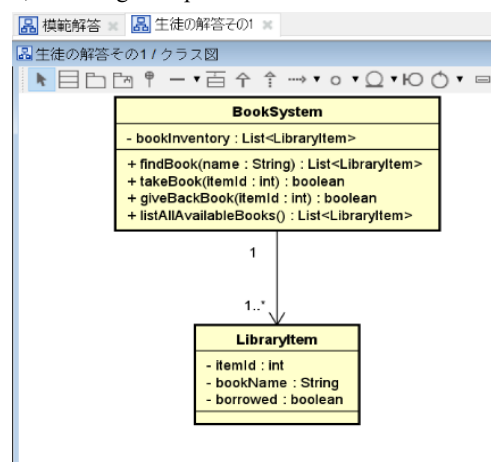 模範解答
生徒の解答その1
生徒の解答その1 / クラス図
BookSystem
- bookInventory : List<LibraryItem>
+ findBook(name : String) : List<LibraryItem>
+ takeBook(itemId : int) : boolean
+ giveBackBook(itemId : int) : boolean
+ listAllAvailableBooks() : List<LibraryItem>
1
1..*
LibraryItem
- itemId : int
- bookName : String
- borrowed : boolean